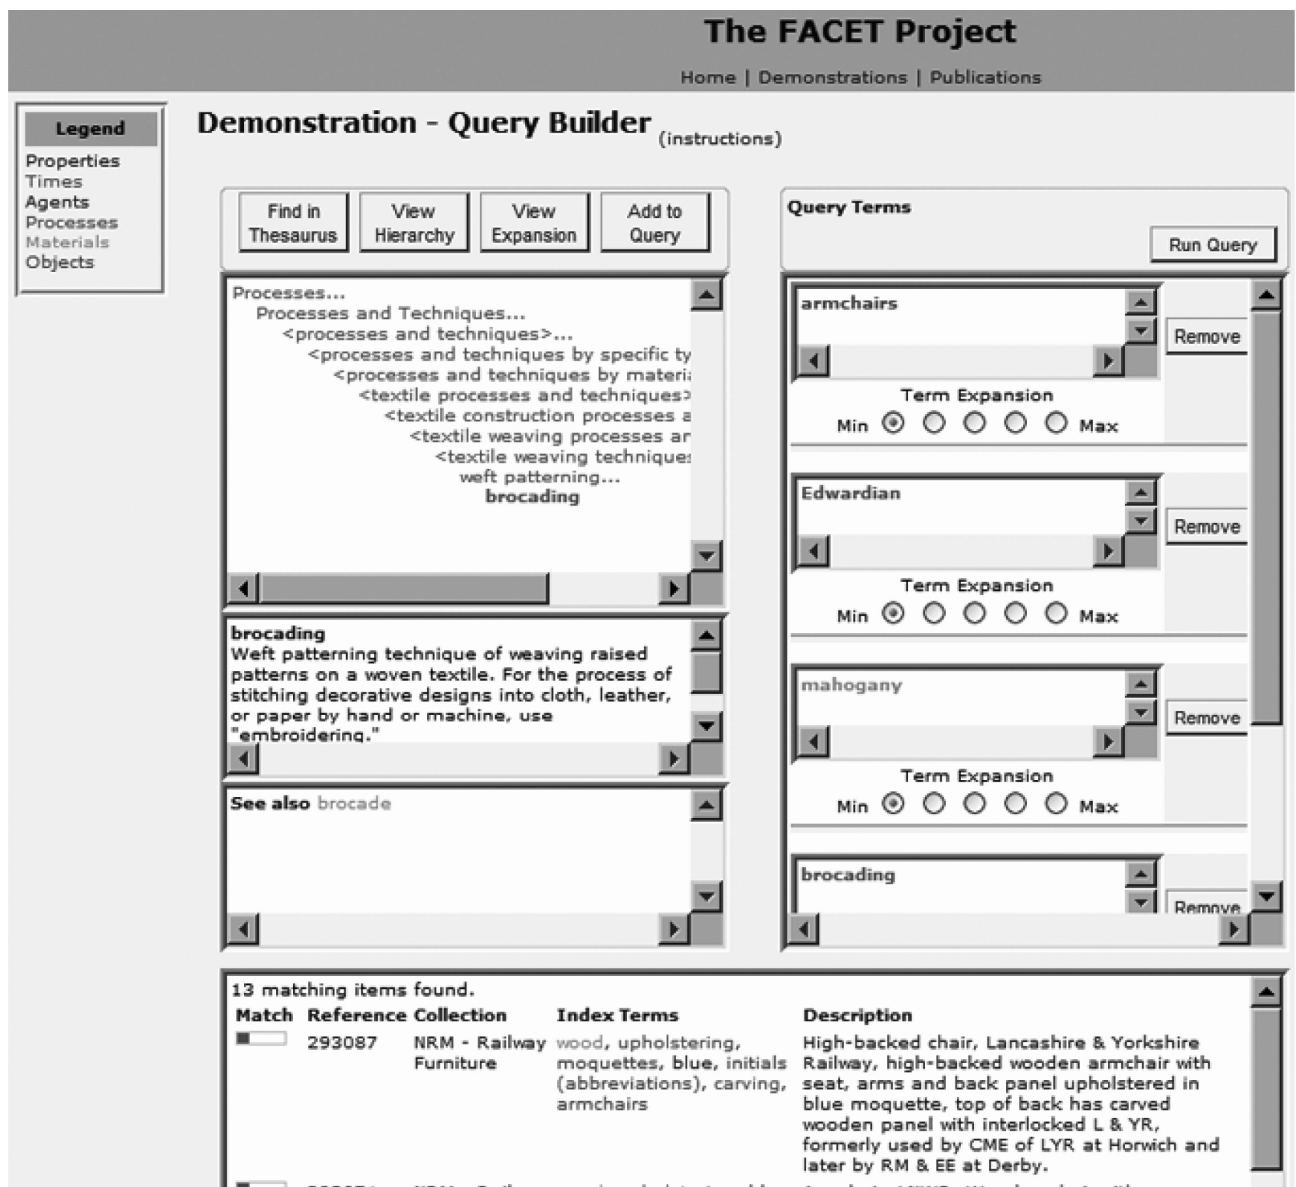 The FACET Project
Home | Demonstrations | Publications
Legend
Properties
Times
Agents
Processes
Materials
Objects
Demonstration - Query Builder (instructions)
Find in Thesaurus
View Hierarchy
View Expansion
Add to Query
Processes...
Processes and Techniques...
<processes and techniques>...
<processes and techniques by specific ty
<processes and techniques by materia
<textile processes and techniques>
<textile construction processes a
<textile weaving processes an
<textile weaving techniques
weft patterning...
brocading
brocading
Weft patterning technique of weaving raised
patterns on a woven textile. For the process of
stitching decorative designs into cloth, leather,
or paper by hand or machine, use
"embroidering."
See also brocade
Query Terms
Run Query
armchairs
Remove
Term Expansion
Min Max
Edwardian
Remove
Term Expansion
Min Max
mahogany
Remove
Term Expansion
Min Max
brocading
Remove
13 matching items found.
Match Reference Collection Index Terms Description
293087
NRM - Railway
Furniture
wood, upholstering,
moquettes, blue, initials
(abbreviations), carving,
armchairs
High-backed chair, Lancashire & Yorkshire
Railway, high-backed wooden armchair with
seat, arms and back panel upholstered in
blue moquette, top of back has carved
wooden panel with interlocked L & YR,
formerly used by CME of LYR at Horwich and
later by RM & EE at Derby.